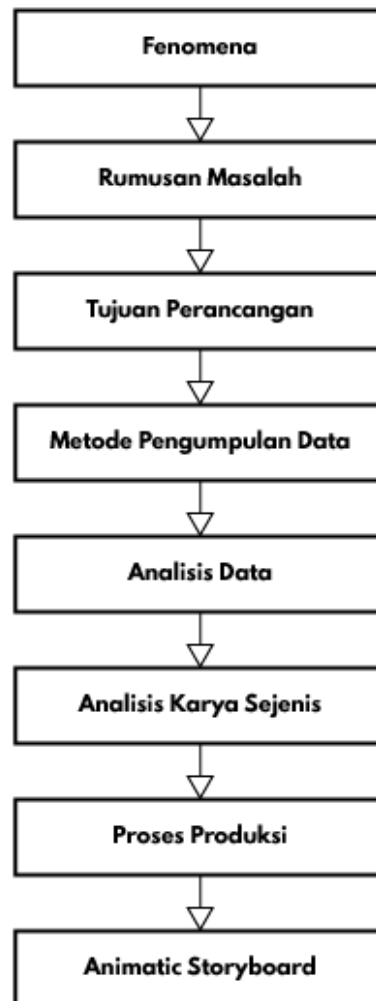 Fenomena
Rumusan Masalah
Tujuan Perancangan
Metode Pengumpulan Data
Analisis Data
Analisis Karya Sejenis
Proses Produksi
Animatic Storyboard